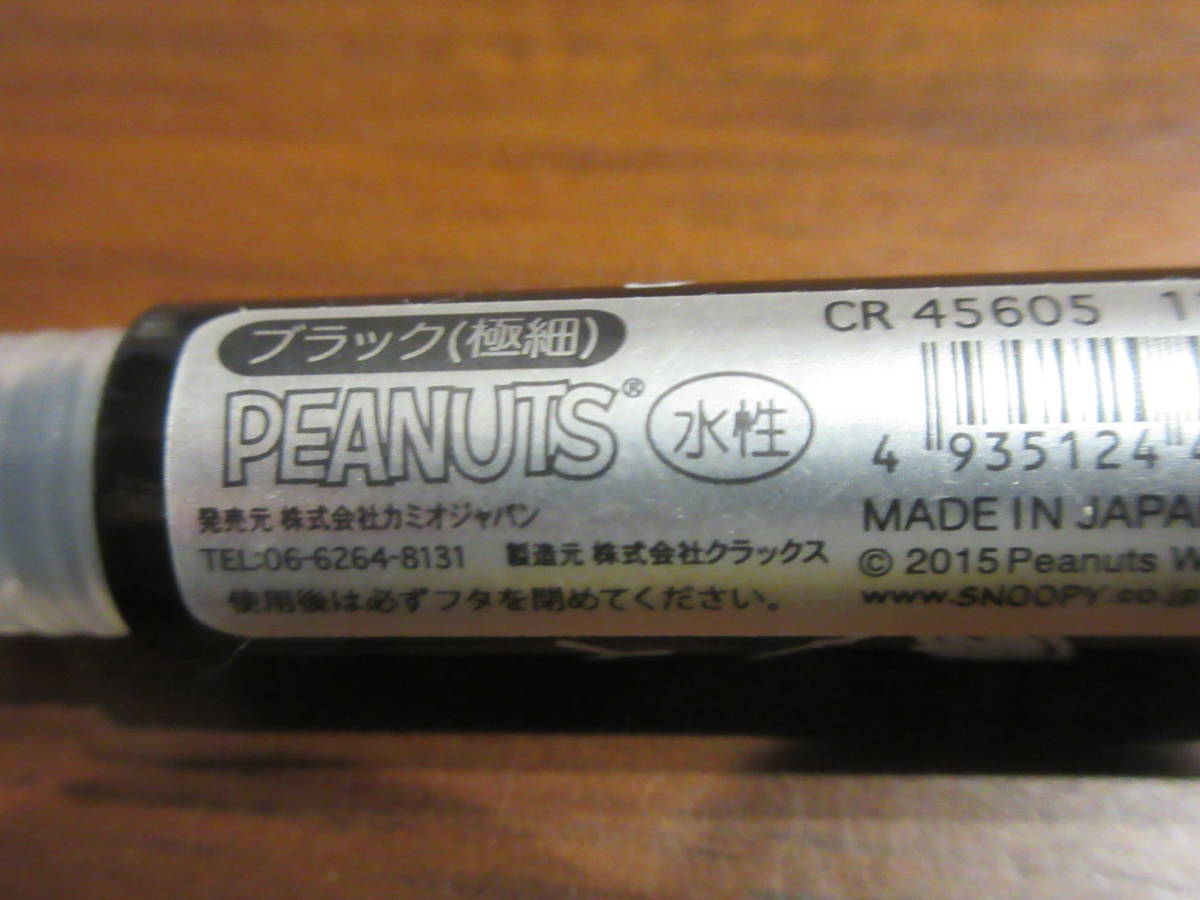 ブラック(極細)
PEANUTS® 水性
発売元 株式会社カミオジャパン
TEL:06-6264-8131 製造元 株式会社クラックス
使用後は必ずフタを閉めてください。
CR 45605
4 935124
MADE IN JAPA
© 2015 Peanuts W
www.SNOOPY.co.jp